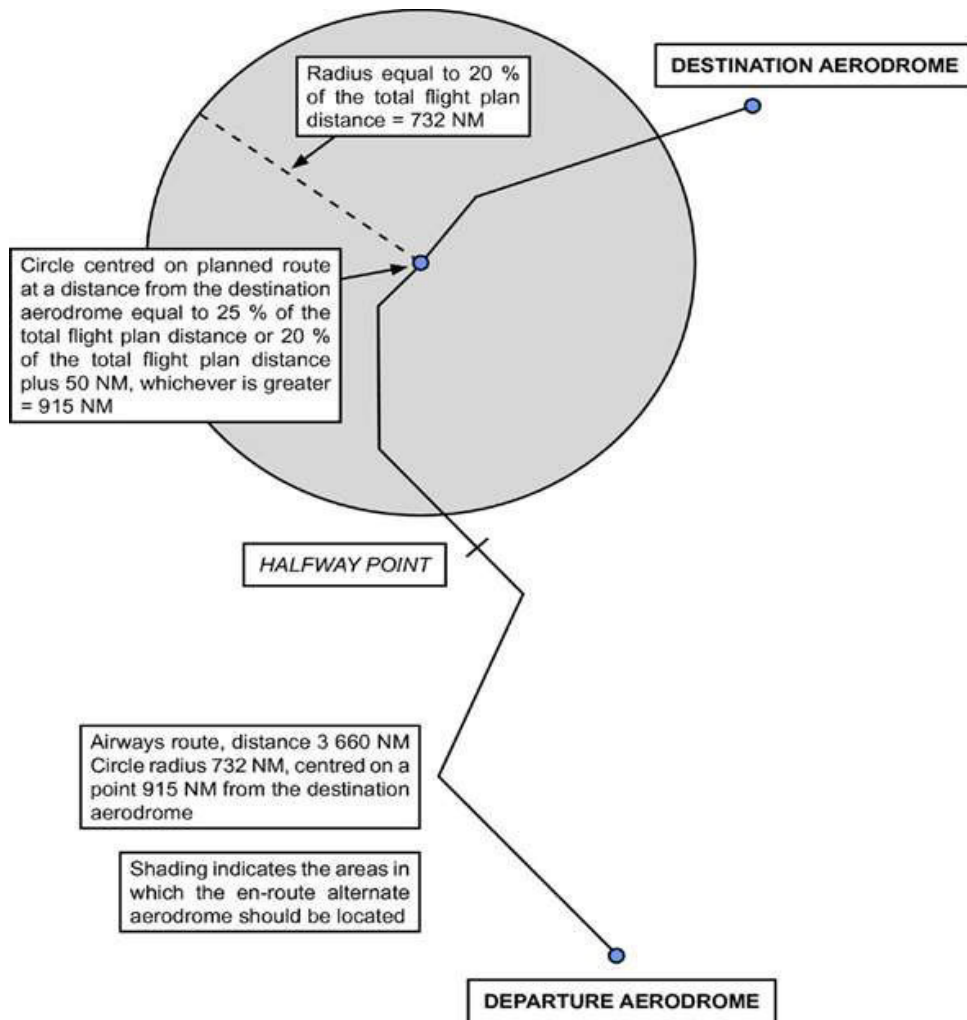 Radius equal to 20 %
of the total flight plan
distance = 732 NM
DESTINATION AERODROME
Circle centred on planned route
at a distance from the destination
aerodrome equal to 25 % of the
total flight plan distance or 20 %
of the total flight plan distance
plus 50 NM, whichever is greater
= 915 NM
HALFWAY POINT
Airways route, distance 3 660 NM
Circle radius 732 NM, centred on a
point 915 NM from the destination
aerodrome
Shading indicates the areas in
which the en-route alternate
aerodrome should be located
DEPARTURE AERODROME